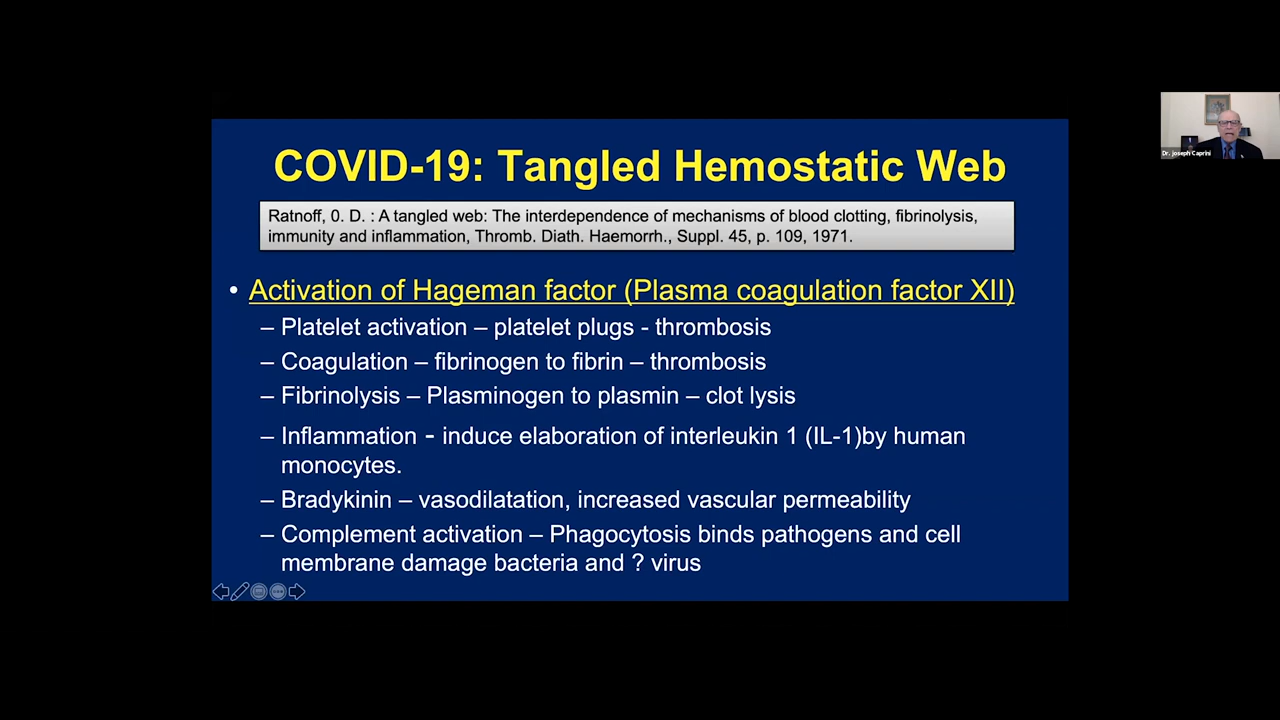 COVID-19: Tangled Hemostatic Web
Ratnoff, 0. D. : A tangled web: The interdependence of mechanisms of blood clotting, fibrinolysis,
immunity and inflammation, Thromb. Diath. Haemorrh., Suppl. 45, p. 109, 1971.
• Activation of Hageman factor (Plasma coagulation factor XII)
– Platelet activation – platelet plugs - thrombosis
– Coagulation – fibrinogen to fibrin – thrombosis
– Fibrinolysis – Plasminogen to plasmin – clot lysis
– Inflammation - induce elaboration of interleukin 1 (IL-1)by human
monocytes.
– Bradykinin – vasodilatation, increased vascular permeability
– Complement activation – Phagocytosis binds pathogens and cell
membrane damage bacteria and ? virus
Dr. Joseph Caprini